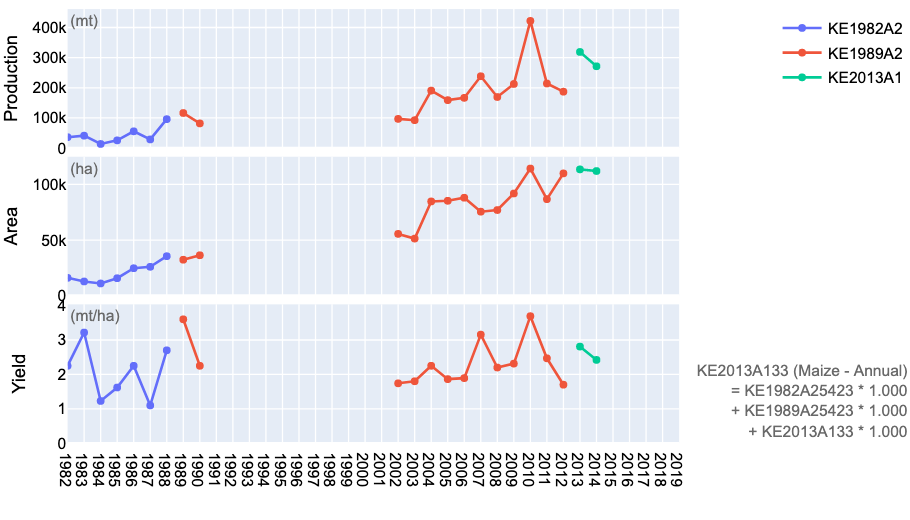 (mt)
Production
400k
300k
200k
100k
0
(ha)
Area
100k
50k
0
(mt/ha)
Yield
4
3
2
1
0
1982
1983
1984
1985
1986
1987
1988
1989
1990
1991
1992
1993
1994
1995
1996
1997
1998
1999
2000
2001
2002
2003
2004
2005
2006
2007
2008
2009
2010
2011
2012
2013
2014
2015
2016
2017
2018
2019
KE1982A2
KE1989A2
KE2013A1
KE2013A133 (Maize - Annual)
= KE1982A25423 * 1.000
+ KE1989A25423 * 1.000
+ KE2013A133 * 1.000